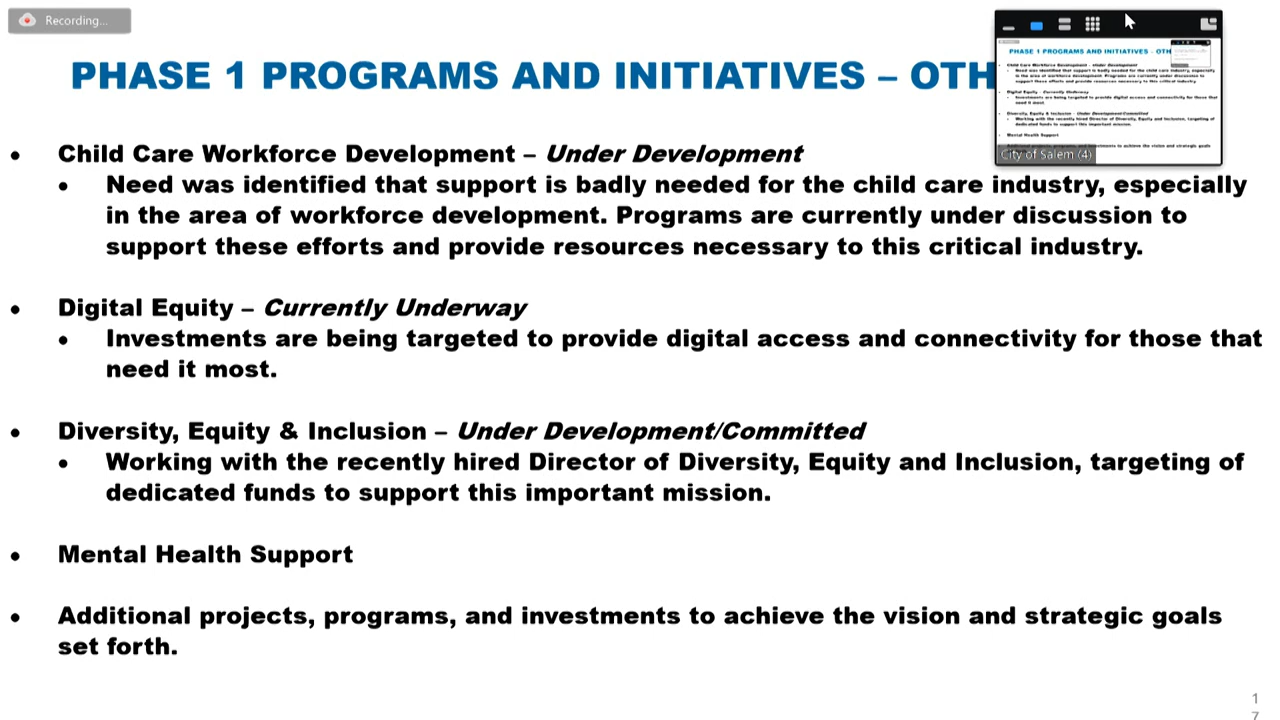 Recording...
PHASE 1 PROGRAMS AND INITIATIVES – OTH
City of Salem (4)
• Child Care Workforce Development – Under Development
• Need was identified that support is badly needed for the child care industry, especially
in the area of workforce development. Programs are currently under discussion to
support these efforts and provide resources necessary to this critical industry.
• Digital Equity – Currently Underway
• Investments are being targeted to provide digital access and connectivity for those that
need it most.
• Diversity, Equity & Inclusion – Under Development/Committed
• Working with the recently hired Director of Diversity, Equity and Inclusion, targeting of
dedicated funds to support this important mission.
• Mental Health Support
• Additional projects, programs, and investments to achieve the vision and strategic goals
set forth.
1
7